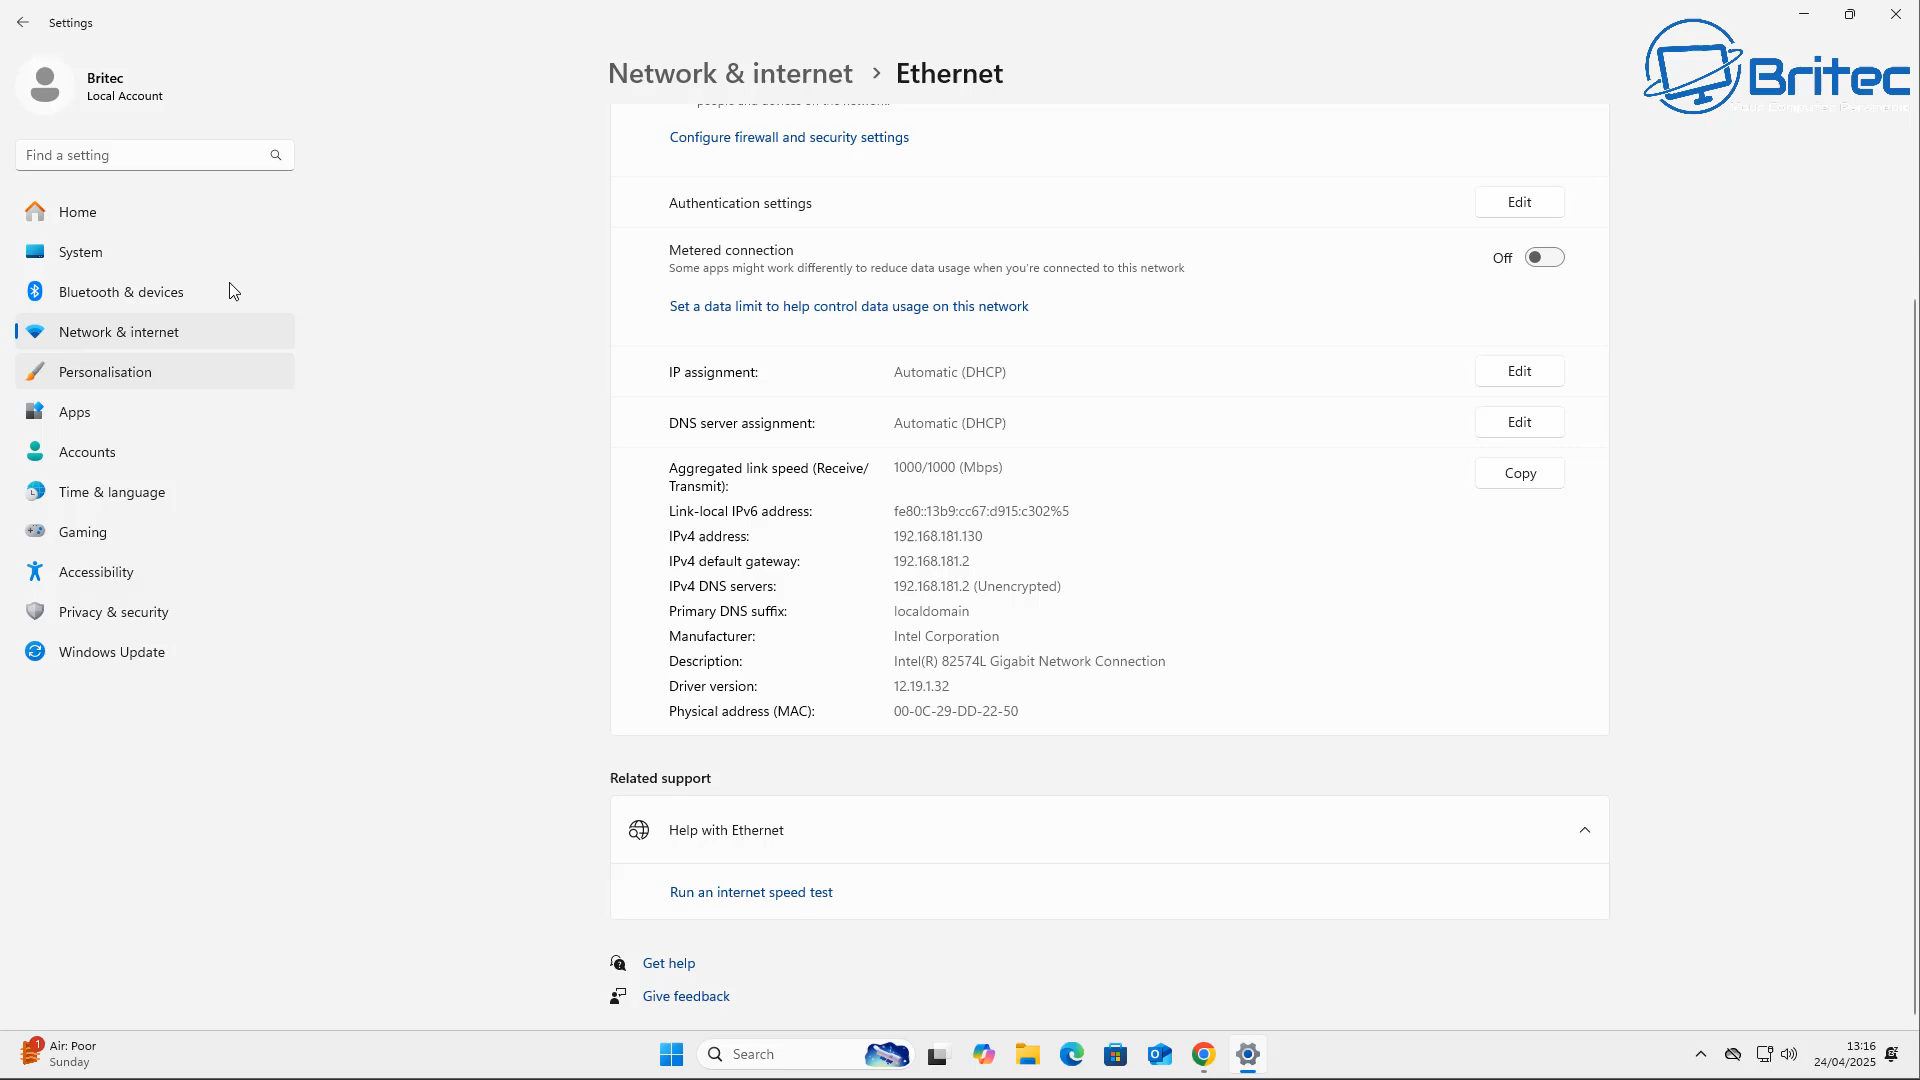 Settings
Britec
Local Account
Find a setting
Home
System
Bluetooth & devices
Network & internet
Personalisation
Apps
Accounts
Time & language
Gaming
Accessibility
Privacy & security
Windows Update
Network & internet › Ethernet
people and devices on the network.
Configure firewall and security settings
Authentication settings
Edit
Metered connection
Some apps might work differently to reduce data usage when you're connected to this network
Off
Set a data limit to help control data usage on this network
IP assignment: Automatic (DHCP)
Edit
DNS server assignment: Automatic (DHCP)
Edit
Aggregated link speed (Receive/ 1000/1000 (Mbps)
Transmit):
Copy
Link-local IPv6 address: fe80::13b9:cc67:d915:c302%5
IPv4 address: 192.168.181.130
IPv4 default gateway: 192.168.181.2
IPv4 DNS servers: 192.168.181.2 (Unencrypted)
Primary DNS suffix: localdomain
Manufacturer: Intel Corporation
Description: Intel(R) 82574L Gigabit Network Connection
Driver version: 12.19.1.32
Physical address (MAC): 00-0C-29-DD-22-50
Related support
Help with Ethernet
Run an internet speed test
Get help
Give feedback
Britec
1
Air: Poor
Sunday
Search
13:16
24/04/2025